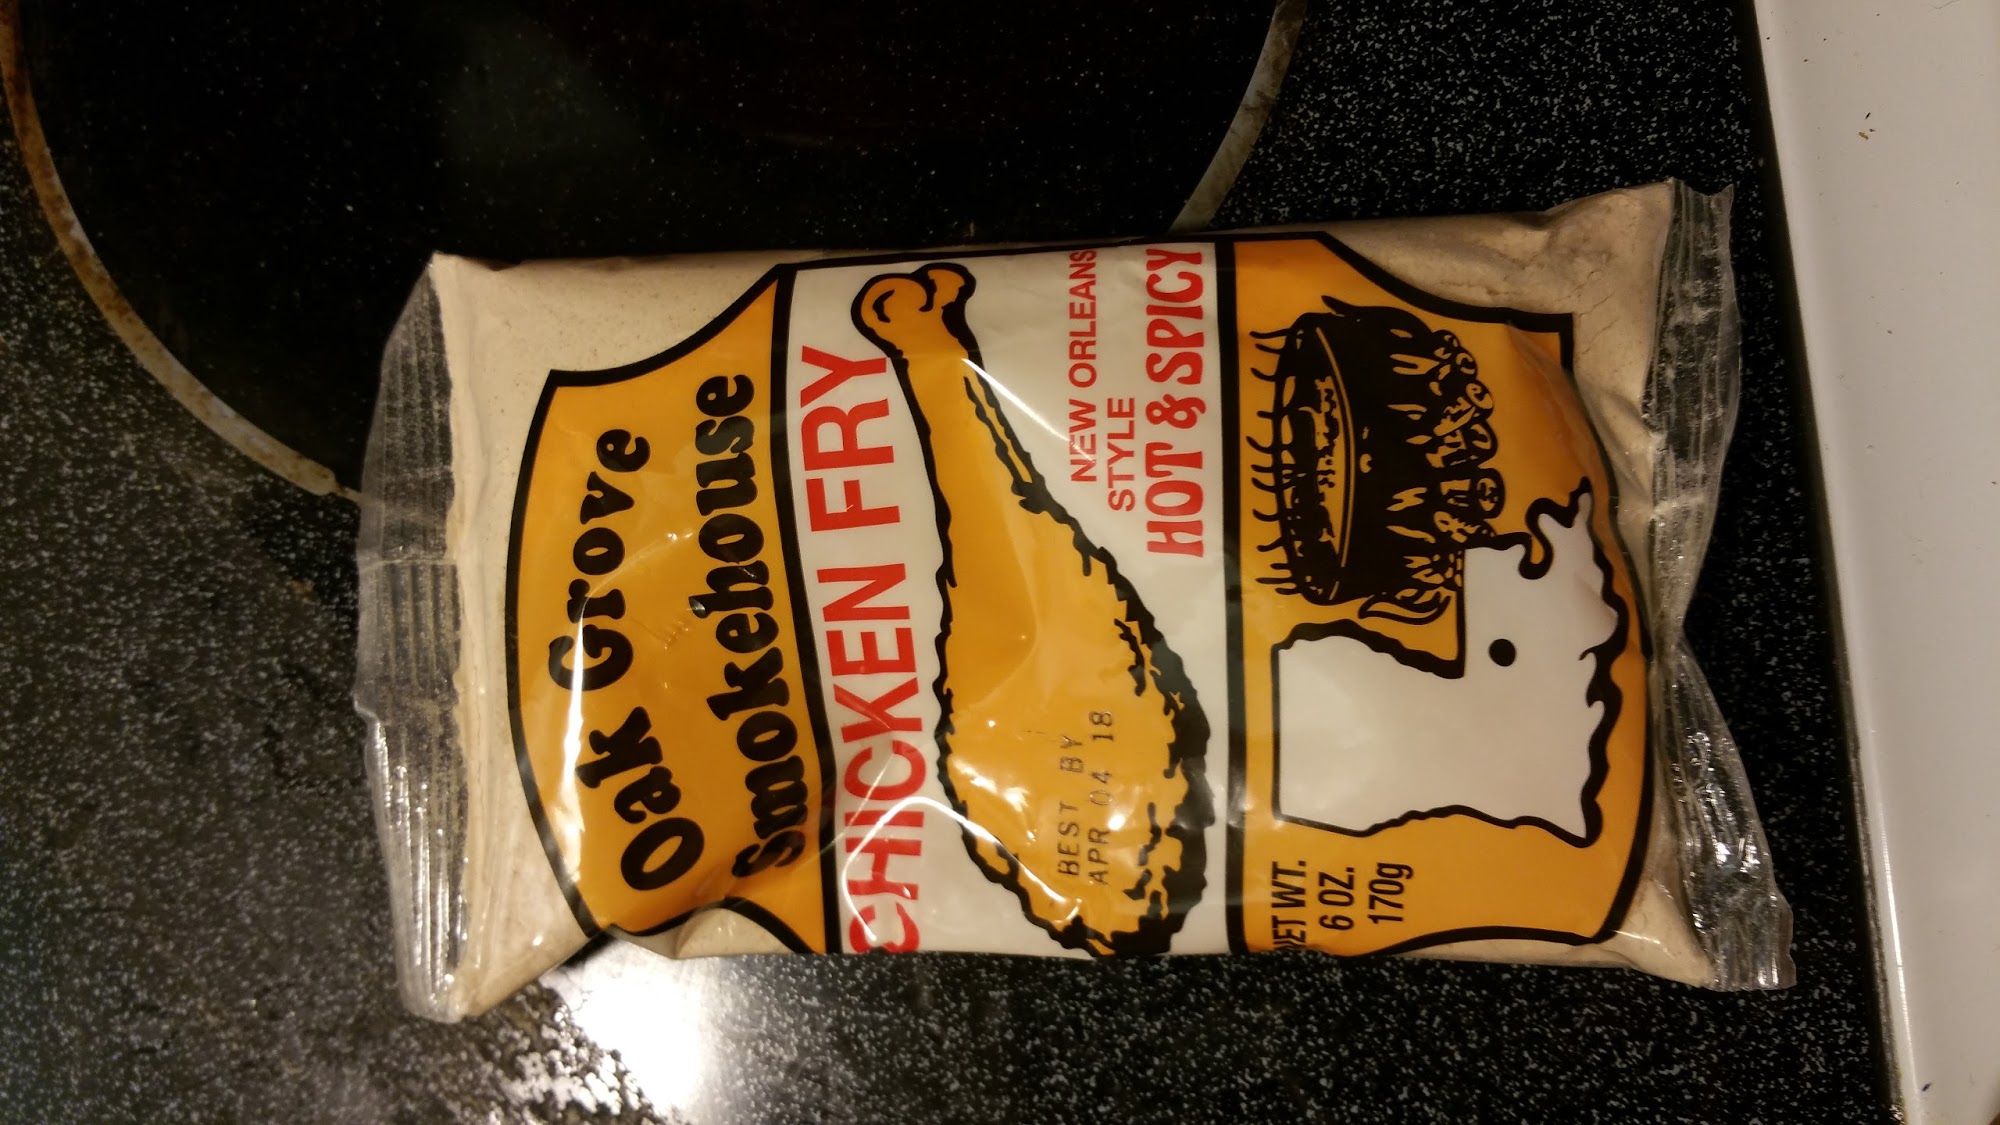 Oak Grove
Smokehouse
CHICKEN FRY
NEW ORLEANS
STYLE
HOT & SPICY
BEST BY
APR 04 18
NET WT.
6 OZ.
170g